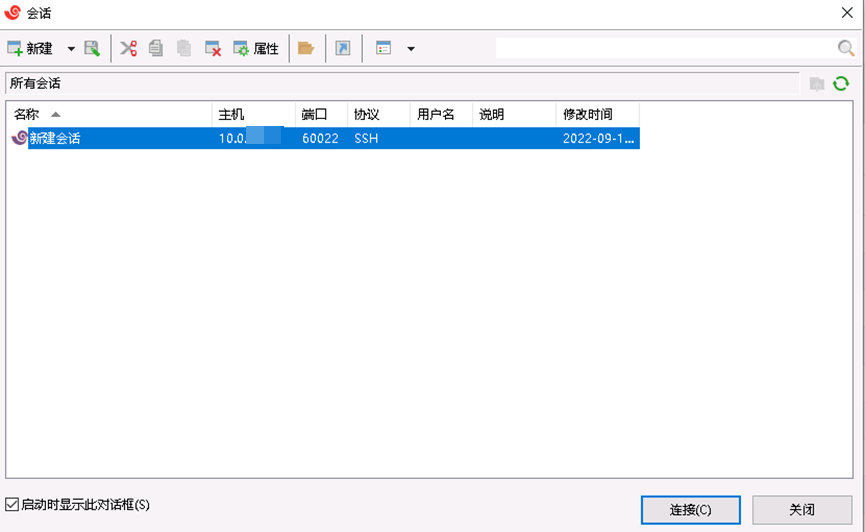 会话
新建 属性
所有会话
名称 主机 端口 协议 用户名 说明 修改时间
新建会话 10.0. 60022 SSH 2022-09-1...
启动时显示此对话框(S)
连接(C) 关闭